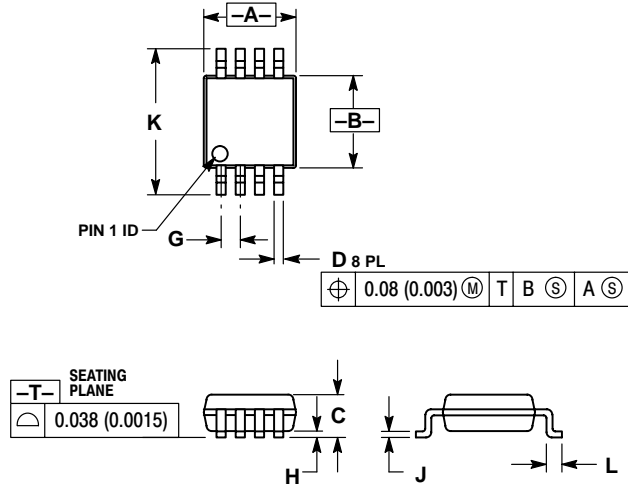 –A–
K
–B–
PIN 1 ID
G
D 8 PL
⌖ 0.08 (0.003) Ⓜ T B Ⓢ A Ⓢ
–T– SEATING
PLANE
⌓ 0.038 (0.0015)
C
H
J
L